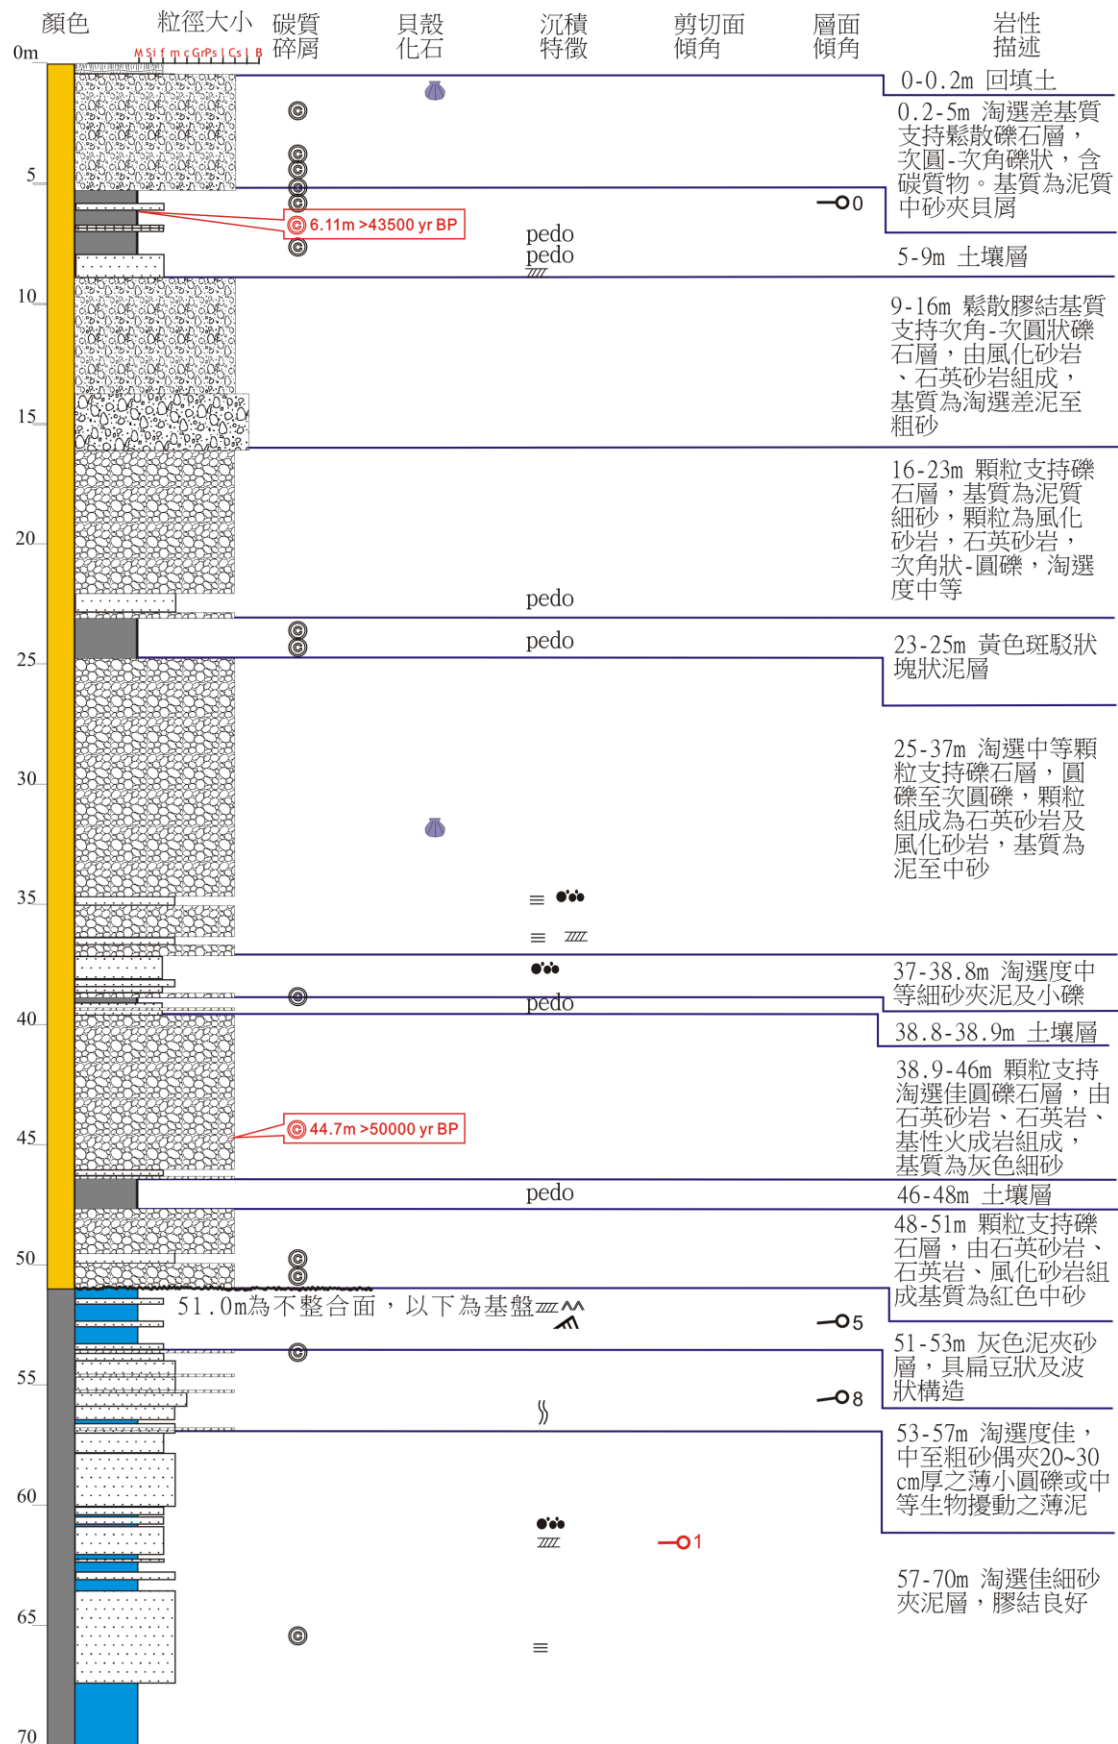 顏色 粒徑大小 碳質碎屑 貝殼化石 沉積特徵 剪切面傾角 層面傾角 岩性描述
0m
M Si f m c Gr Ps l Cs l B
0-0.2m 回填土
0.2-5m 淘選差基質
支持鬆散礫石層，
次圓-次角礫狀，含
碳質物。基質為泥質
中砂夾貝屑
5
0
6.11m >43500 yr BP
pedo
pedo
5-9m 土壤層
10
9-16m 鬆散膠結基質
支持次角-次圓狀礫
石層，由風化砂岩
、石英砂岩組成，
基質為淘選差泥至
粗砂
15
16-23m 顆粒支持礫
石層，基質為泥質
細砂，顆粒為風化
砂岩，石英砂岩，
次角狀-圓礫，淘選
度中等
20
pedo
pedo
23-25m 黃色斑駁狀
塊狀泥層
25
25-37m 淘選中等顆
粒支持礫石層，圓
礫至次圓礫，顆粒
組成為石英砂岩及
風化砂岩，基質為
泥至中砂
30
35
37-38.8m 淘選度中
等細砂夾泥及小礫
pedo
40
38.8-38.9m 土壤層
38.9-46m 顆粒支持
淘選佳圓礫石層，由
石英砂岩、石英岩、
基性火成岩組成，
基質為灰色細砂
44.7m >50000 yr BP
45
pedo
46-48m 土壤層
48-51m 顆粒支持礫
石層，由石英砂岩、
石英岩、風化砂岩組
成基質為紅色中砂
50
51.0m為不整合面，以下為基盤
5
51-53m 灰色泥夾砂
層，具扁豆狀及波
狀構造
55
8
53-57m 淘選度佳，
中至粗砂偶夾20~30
cm厚之薄小圓礫或中
等生物擾動之薄泥
60
1
57-70m 淘選佳細砂
夾泥層，膠結良好
65
70